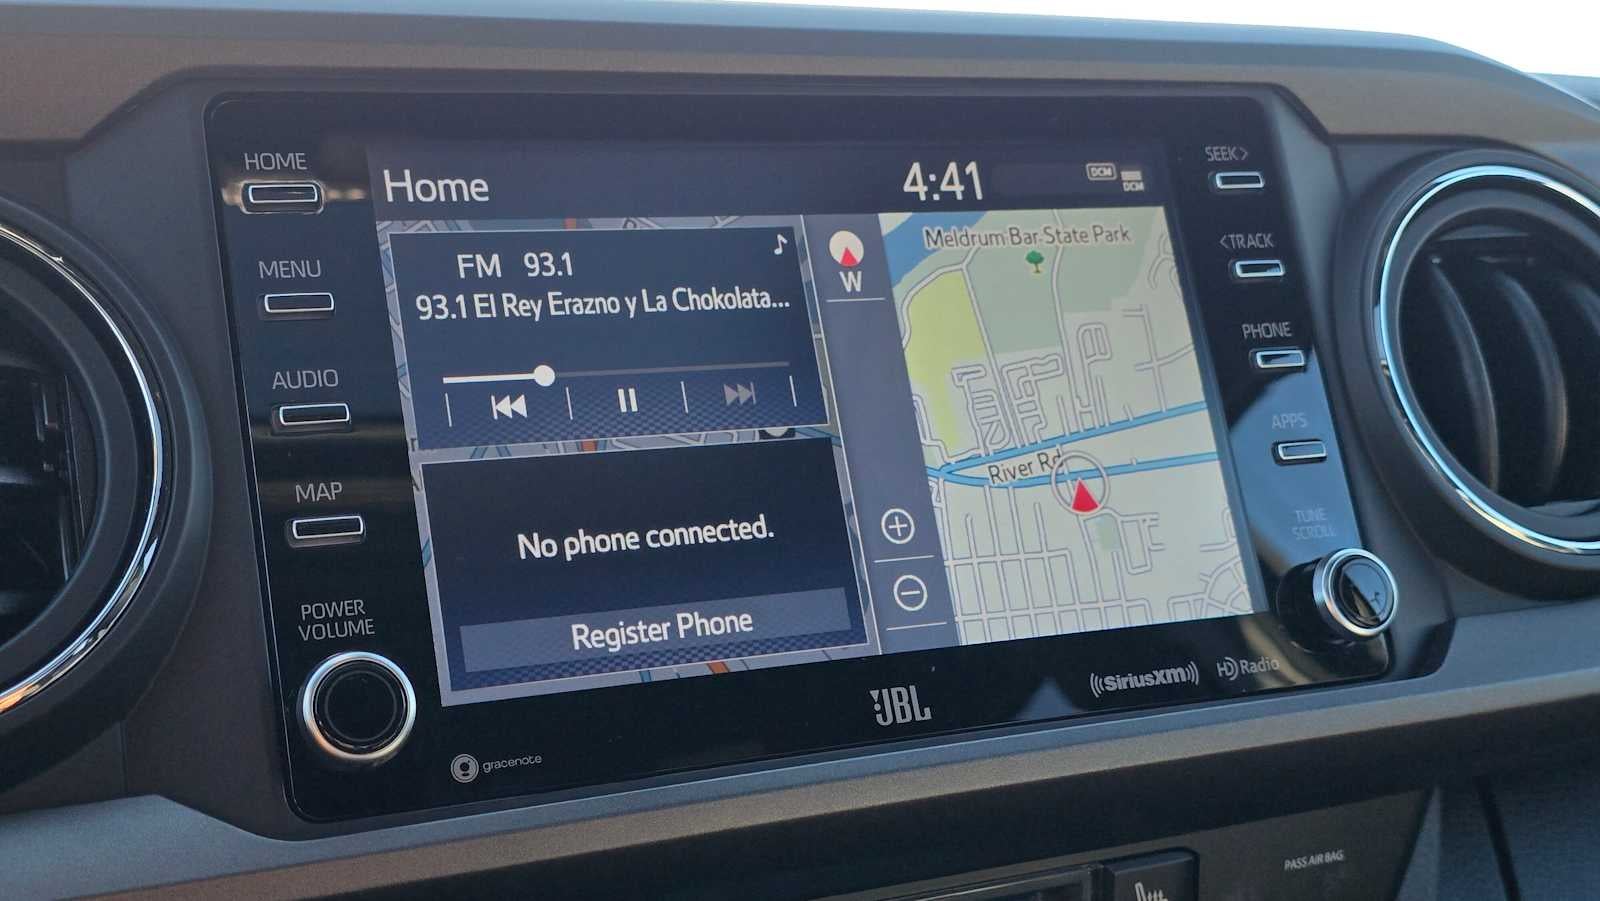 HOME
MENU
AUDIO
MAP
POWER
VOLUME
Home
4:41
DCM
DCM
FM 93.1
93.1 El Rey Erazno y La Chokolata...
No phone connected.
Register Phone
W
Meldrum Bar State Park
River Rd
SEEK>
<TRACK
PHONE
APPS
TUNE
SCROLL
gracenote
JBL
((SiriusXM))
HD Radio
PASS AIR BAG